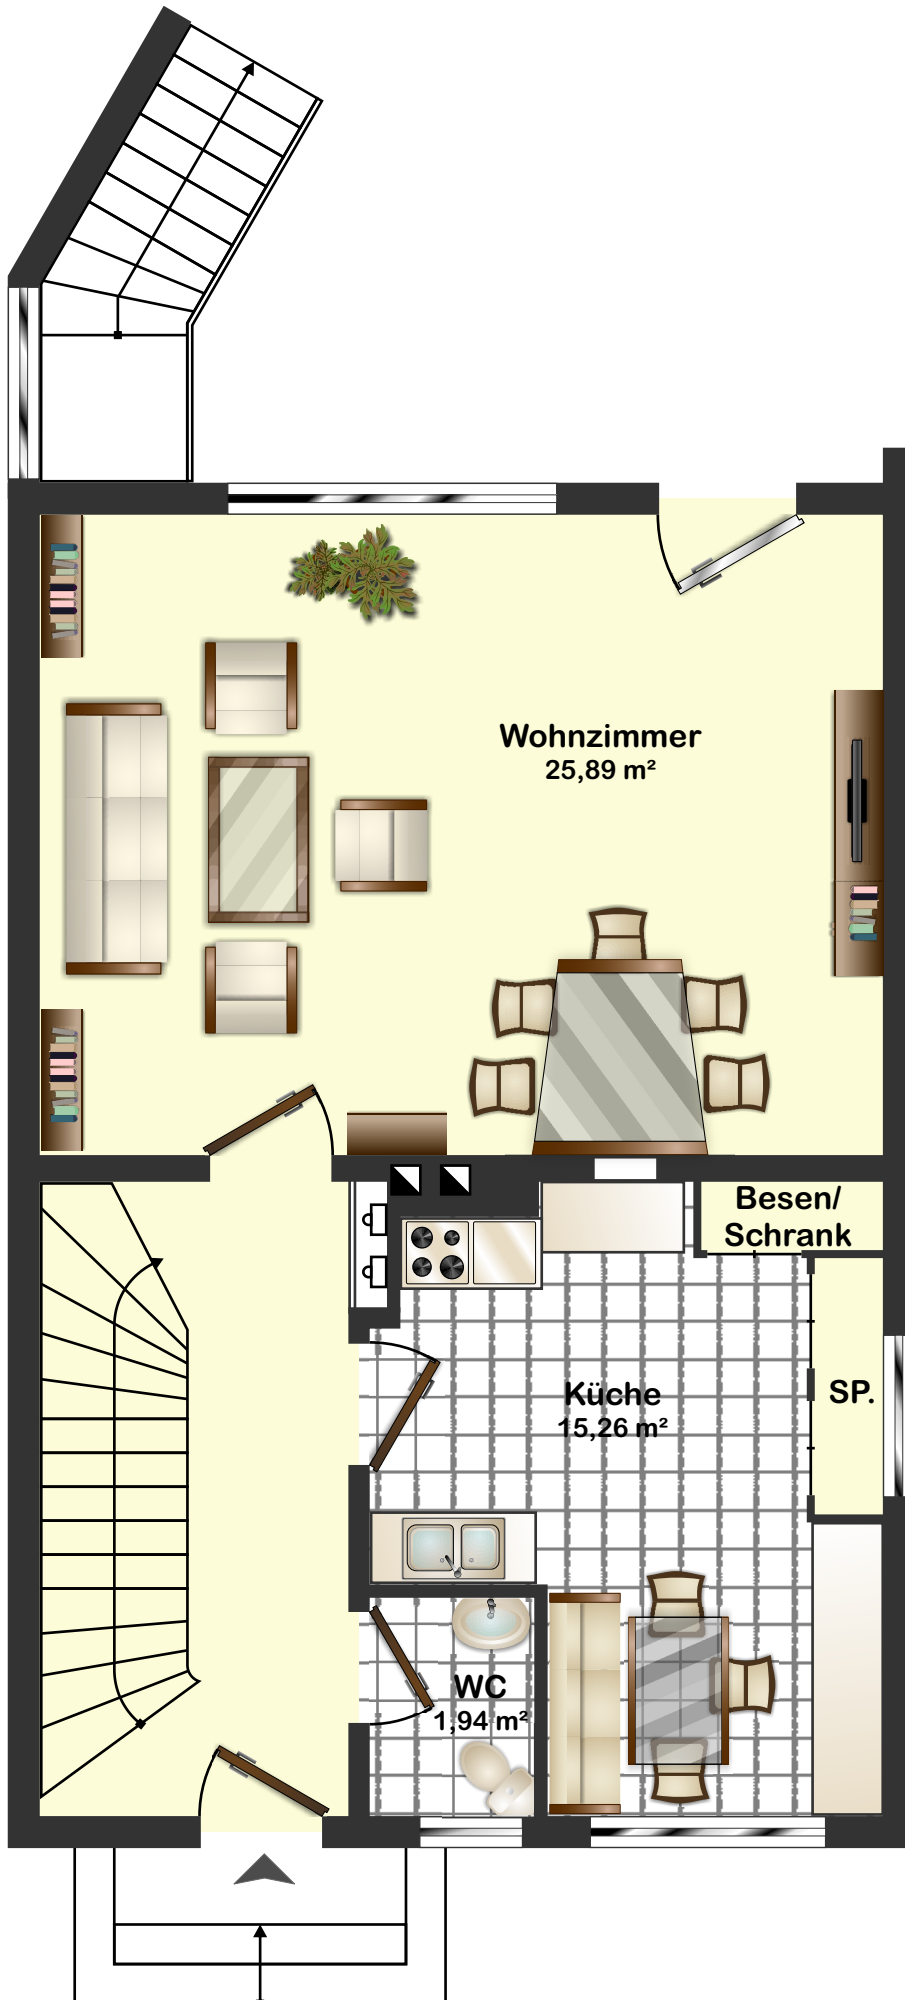 Wohnzimmer
25,89 m²
Besen/
Schrank
Küche
15,26 m²
SP.
WC
1,94 m²